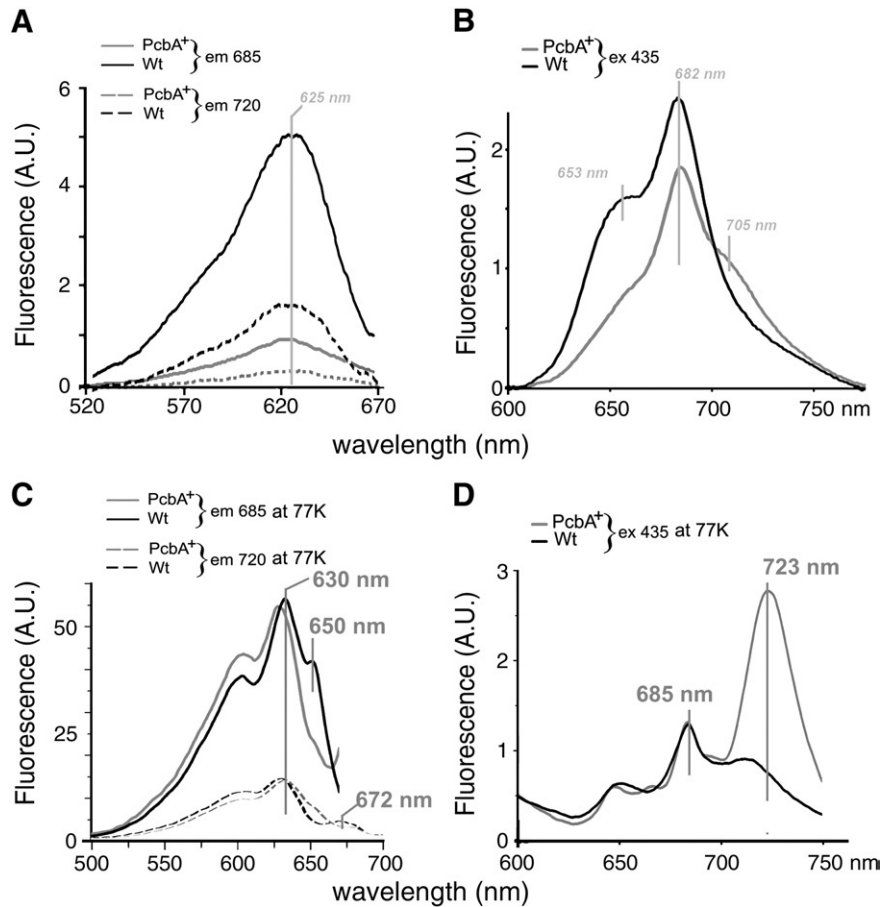 A
PcbA+ } em 685
Wt
PcbA+ } em 720
Wt
625 nm
Fluorescence (A.U.)
6
4
2
0
520 570 620 670
B
PcbA+ } ex 435
Wt
682 nm
653 nm
705 nm
Fluorescence (A.U.)
2
1
0
600 650 700 750 nm
wavelength (nm)
C
PcbA+ } em 685 at 77K
Wt
PcbA+ } em 720 at 77K
Wt
630 nm
650 nm
672 nm
Fluorescence (A.U.)
50
25
0
500 550 600 650 700
wavelength (nm)
D
PcbA+ } ex 435 at 77K
Wt
723 nm
685 nm
Fluorescence (A.U.)
3
2
1
0
600 650 700 750 nm